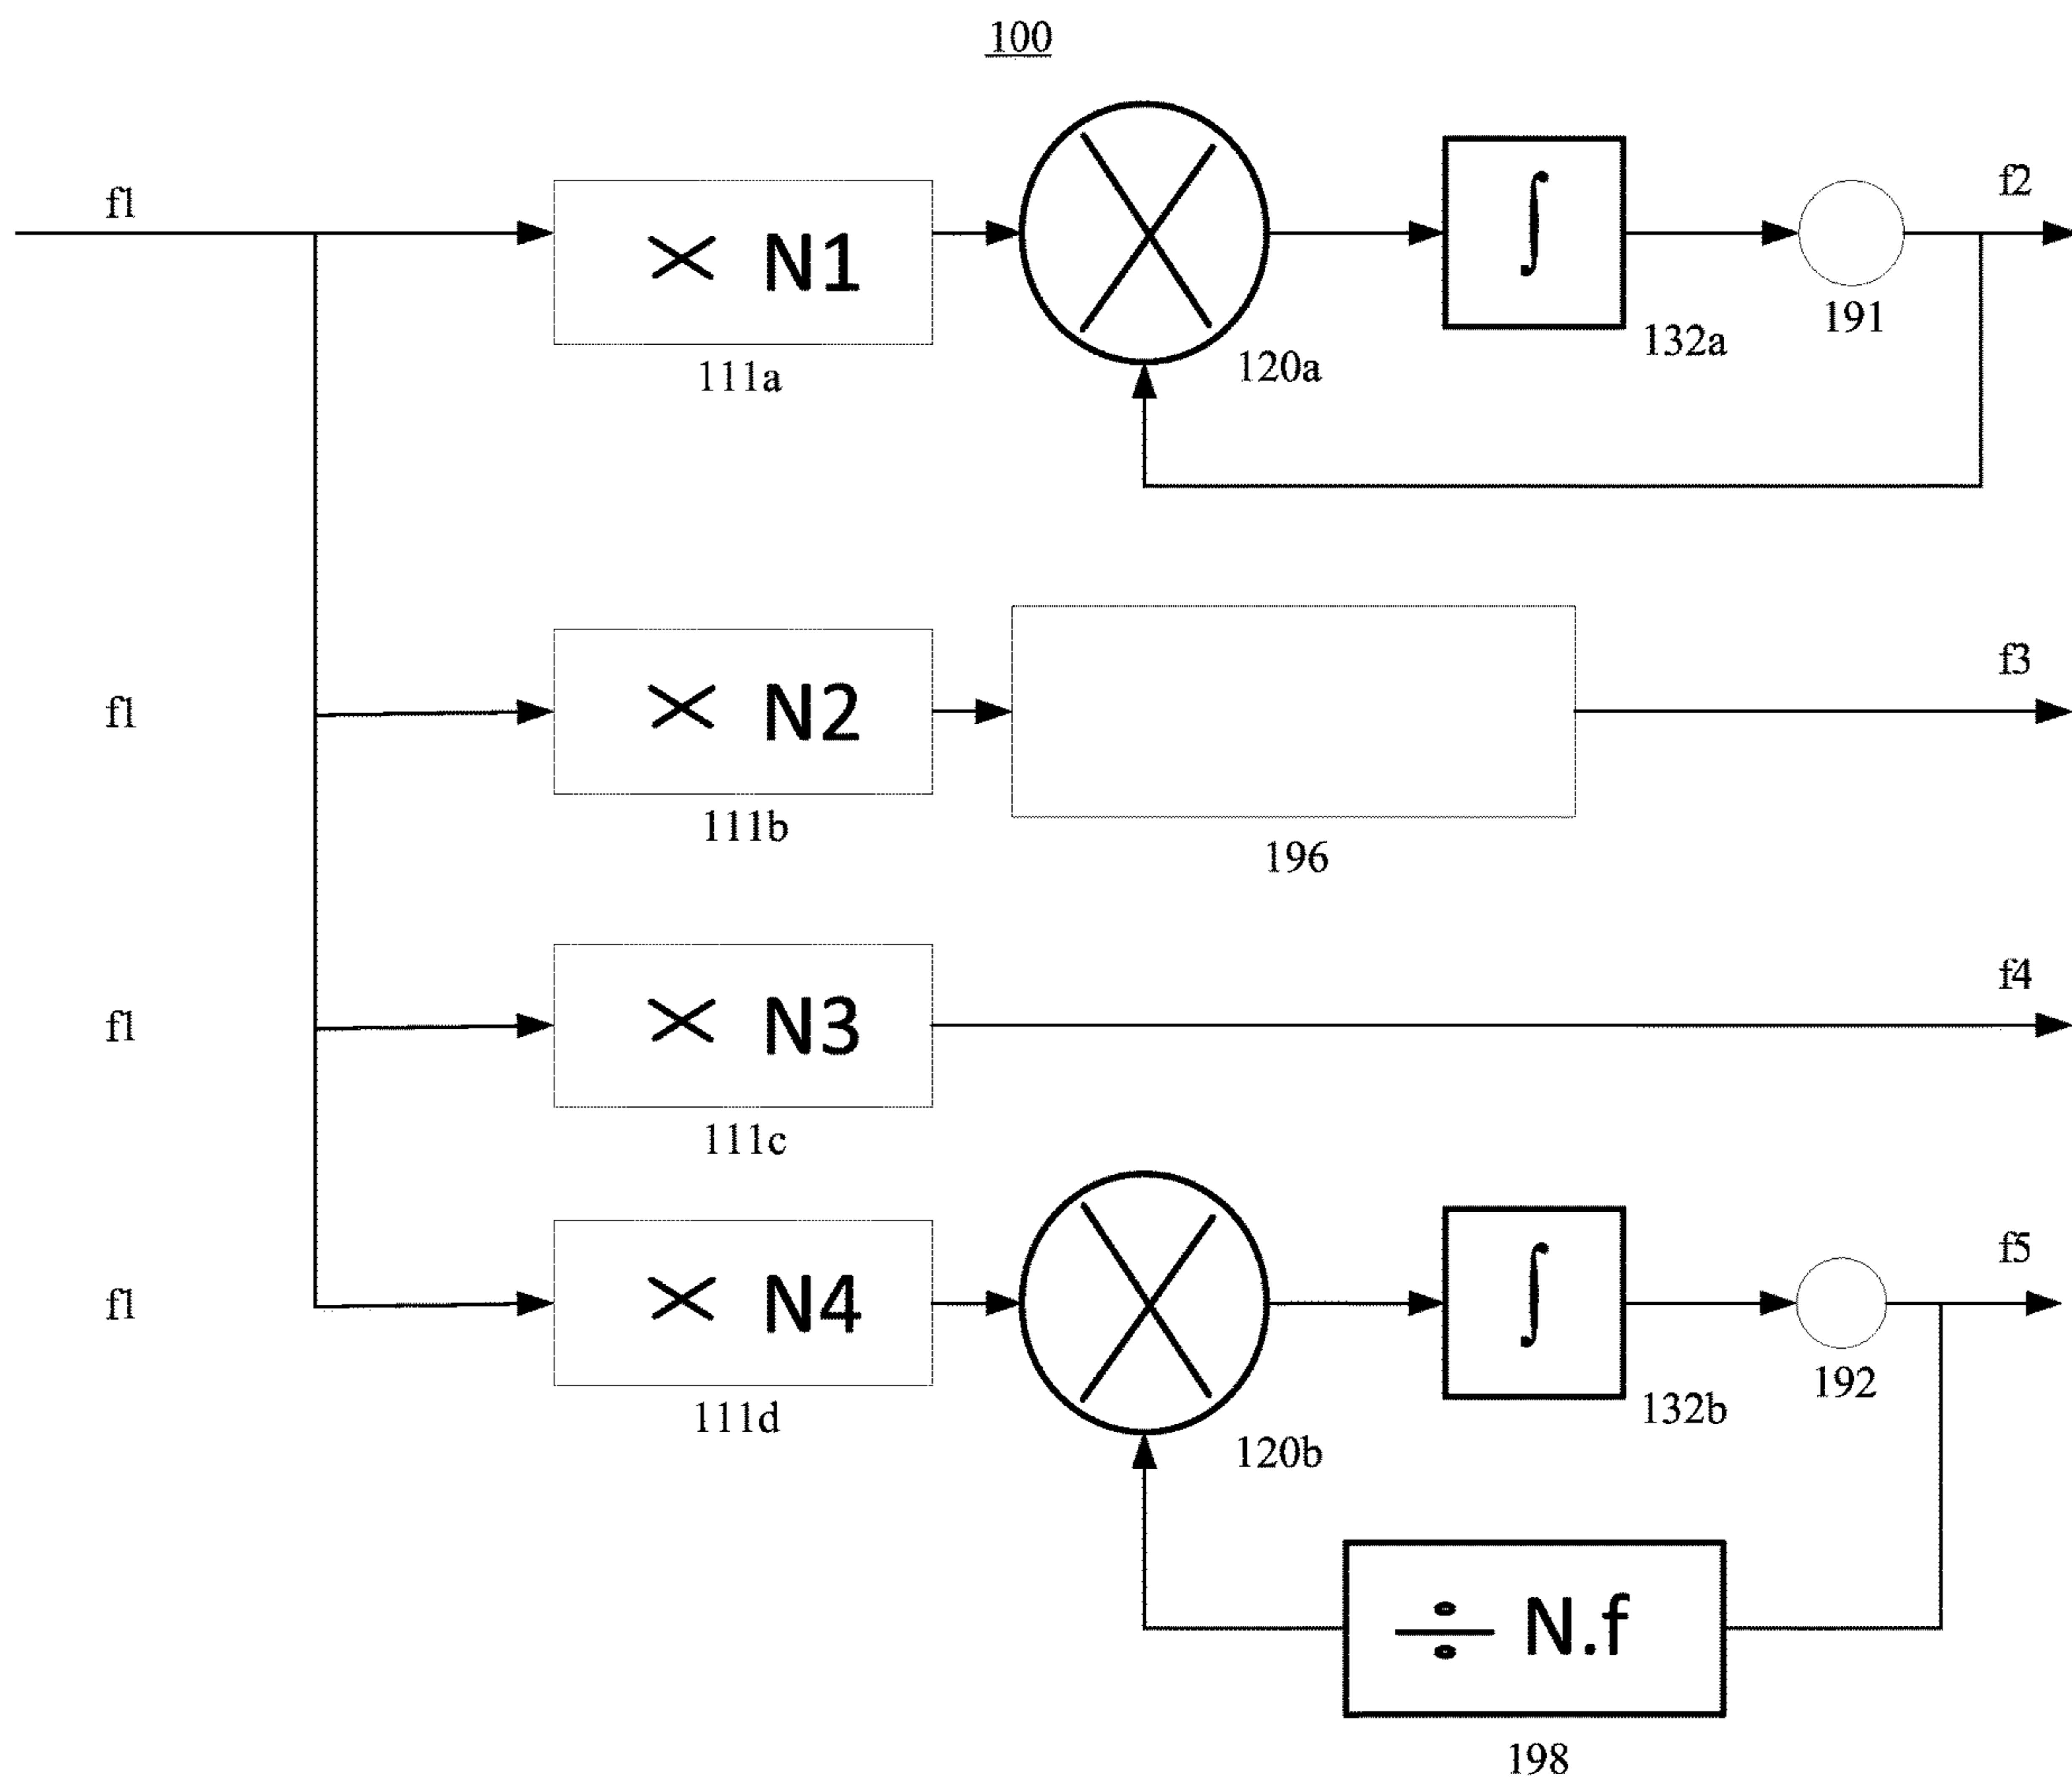 100
f1
× N1
111a
120a
∫
132a
191
f2
f1
× N2
111b
196
f3
f1
× N3
111c
f4
f1
× N4
111d
120b
∫
132b
192
f5
÷ N.f
198